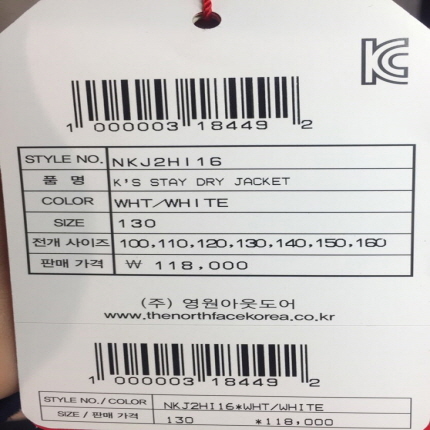 KC
1 000003 18449 2
STYLE NO. NKJ2HI16
품 명 K'S STAY DRY JACKET
COLOR WHT/WHITE
SIZE 130
전개 사이즈 100,110,120,130,140,150,160
판매 가격 ₩ 118,000
(주) 영원아웃도어
www.thenorthfacekorea.co.kr
1 000003 18449 2
STYLE NO./COLOR NKJ2HI16*WHT/WHITE
SIZE / 판매 가격 130 *118,000